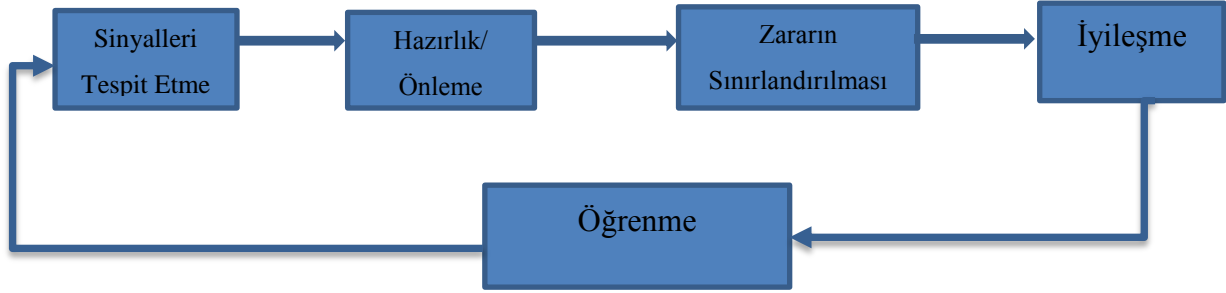 Sinyalleri
Tespit Etme
Hazırlık/
Önleme
Zararın
Sınırlandırılması
İyileşme
Öğrenme